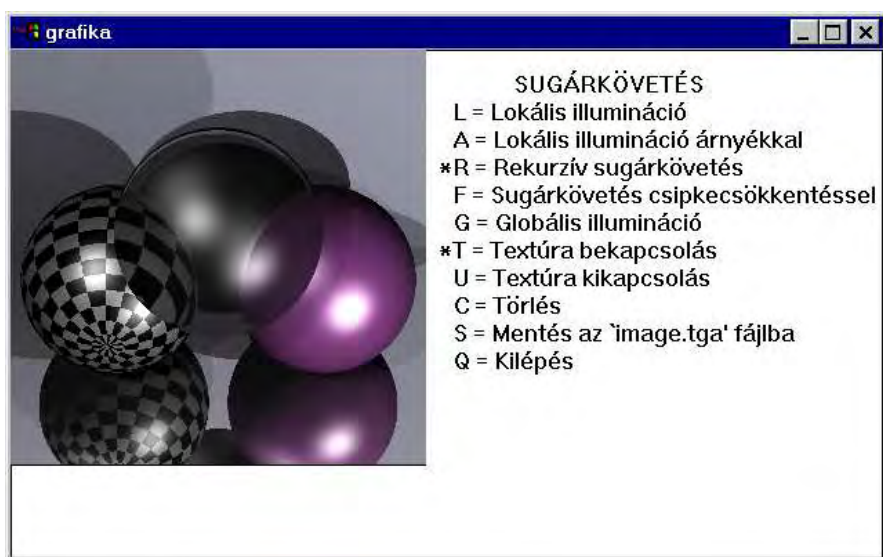 grafika
SUGÁRKÖVETÉS
L = Lokális illumináció
A = Lokális illumináció árnyékkal
*R = Rekurzív sugárkövetés
F = Sugárkövetés csipkecsökkentéssel
G = Globális illumináció
*T = Textúra bekapcsolás
U = Textúra kikapcsolás
C = Törlés
S = Mentés az `image.tga' fájlba
Q = Kilépés